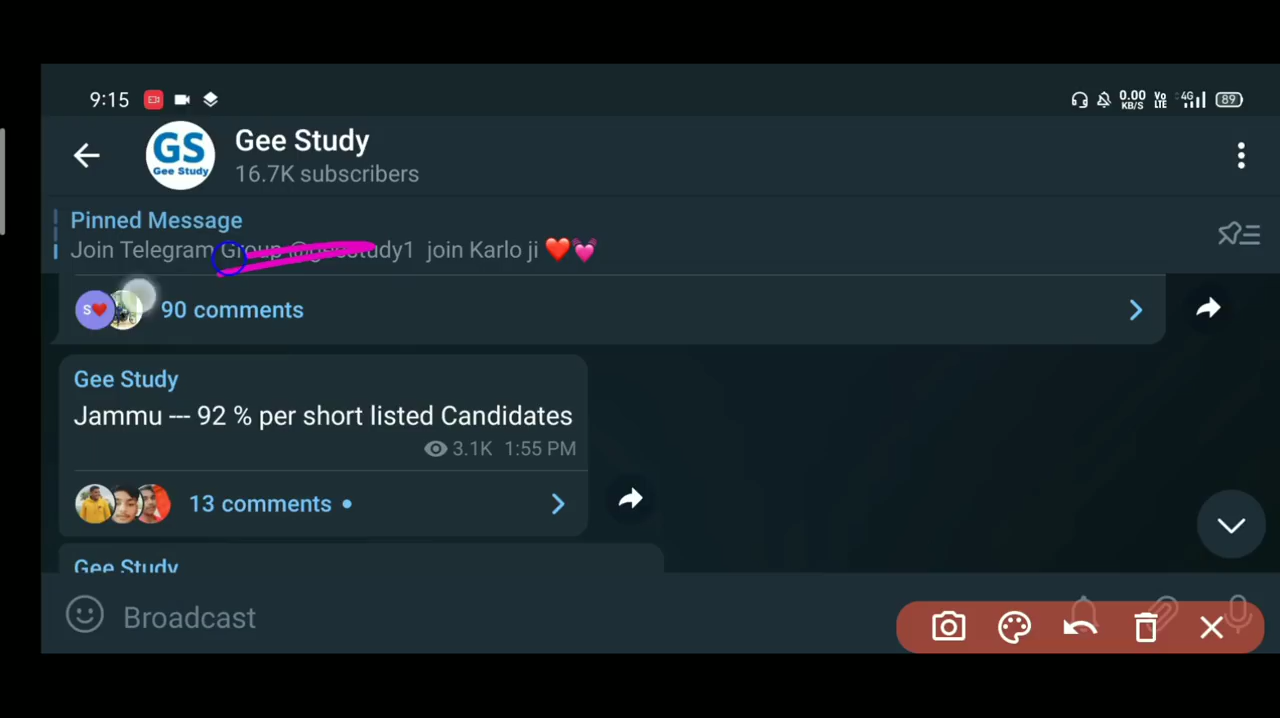 9:15
0.00 KB/S Vo LTE 4G 89
GS
Gee Study
Gee Study
16.7K subscribers
Pinned Message
Join Telegram Group @geestudy1 join Karlo ji ❤️💓
S❤️ 90 comments
Gee Study
Jammu --- 92 % per short listed Candidates
3.1K 1:55 PM
13 comments
Gee Study
Broadcast